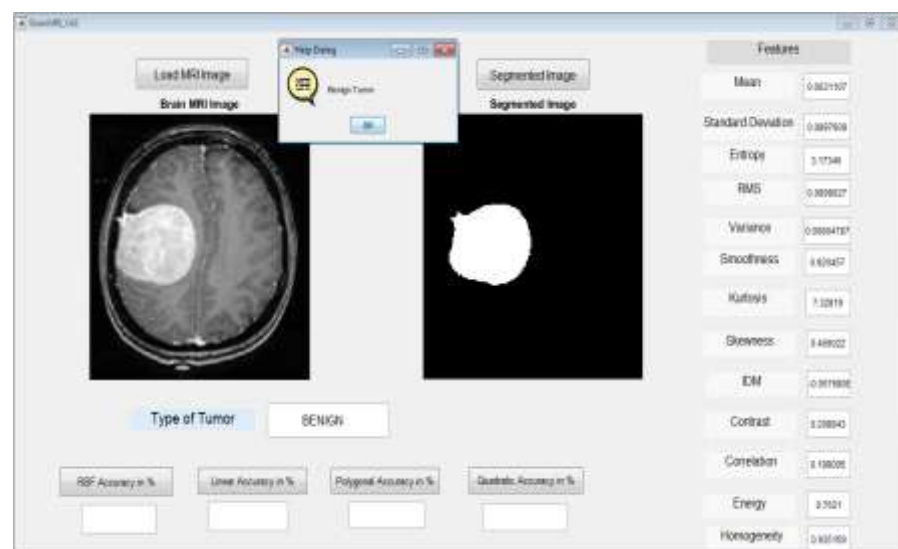 BrainMRI_GUI
Help Dialog
Benign Tumor
OK
Load MRI Image
Brain MRI Image
Segmented Image
Segmented Image
Type of Tumor
BENIGN
RBF Accuracy in %
Linear Accuracy in %
Polygonal Accuracy in %
Quadratic Accuracy in %
Features
Mean
Standard Deviation
Entropy
3.17346
RMS
Variance
Smoothness
Kurtosis
7.32819
Skewness
IDM
Contrast
Correlation
Energy
0.7621
Homogeneity